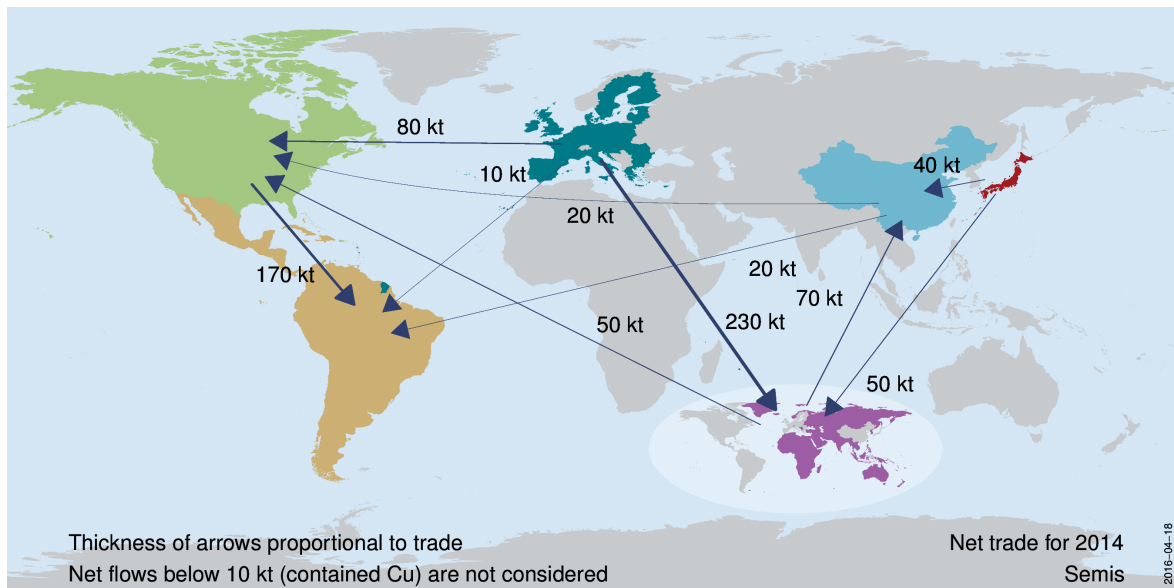 80 kt
40 kt
10 kt
20 kt
170 kt
20 kt
70 kt
50 kt
230 kt
50 kt
Thickness of arrows proportional to trade
Net flows below 10 kt (contained Cu) are not considered
Net trade for 2014
Semis
2016-04-18